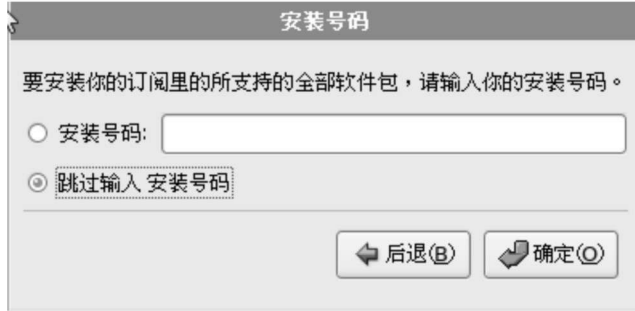 安装号码
要安装你的订阅里的所支持的全部软件包，请输入你的安装号码。
安装号码:
跳过输入 安装号码
后退(B) 确定(O)